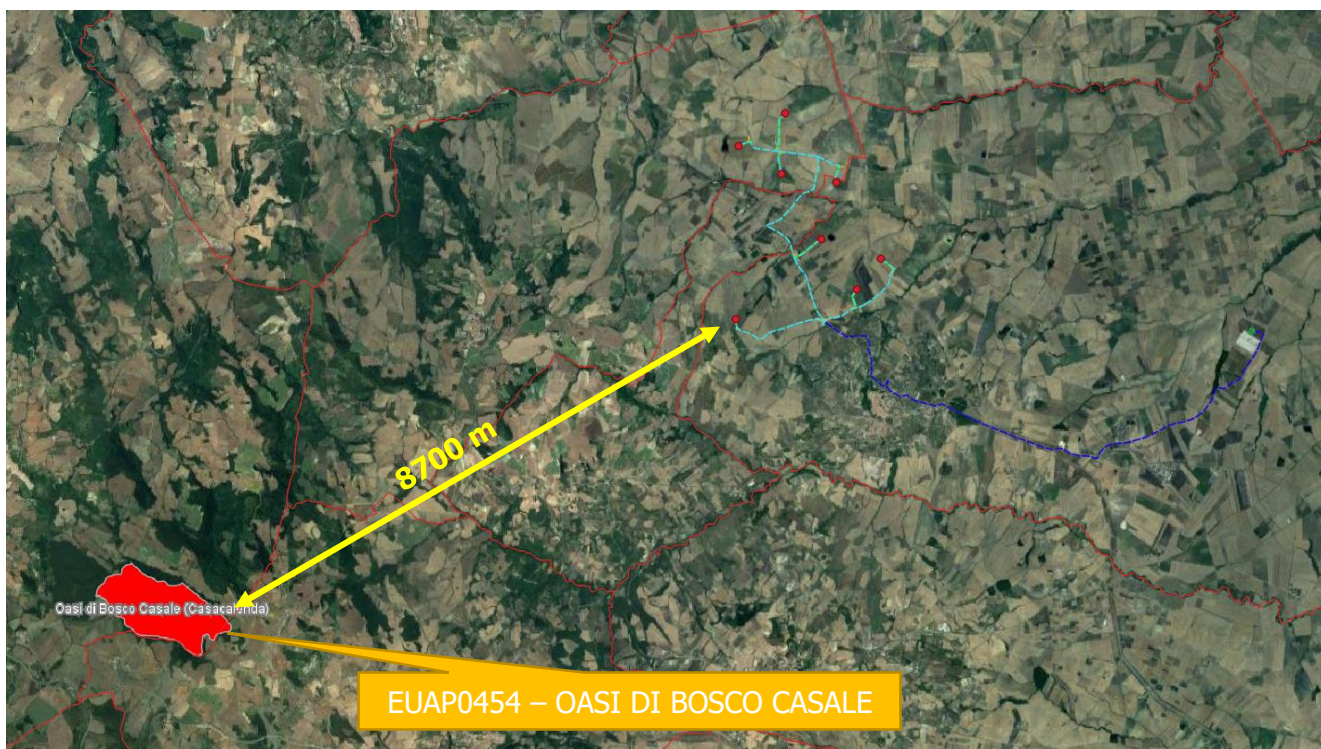 8700 m
Oasi di Bosco Casale (Casacalenda)
EUAP0454 – OASI DI BOSCO CASALE